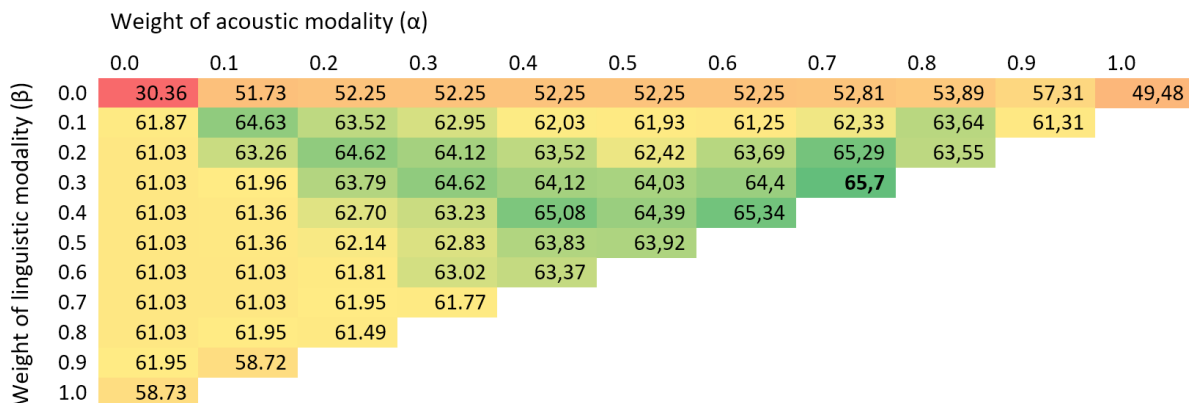 Weight of acoustic modality (α)
0.0 0.1 0.2 0.3 0.4 0.5 0.6 0.7 0.8 0.9 1.0
Weight of linguistic modality (β)
0.0 30.36 51.73 52.25 52.25 52,25 52,25 52,25 52,81 53,89 57,31 49,48
0.1 61.87 64.63 63.52 62.95 62,03 61,93 61,25 62,33 63,64 61,31
0.2 61.03 63.26 64.62 64.12 63,52 62,42 63,69 65,29 63,55
0.3 61.03 61.96 63.79 64.62 64,12 64,03 64,4 65,7
0.4 61.03 61.36 62.70 63.23 65,08 64,39 65,34
0.5 61.03 61.36 62.14 62.83 63,83 63,92
0.6 61.03 61.03 61.81 63.02 63,37
0.7 61.03 61.03 61.95 61.77
0.8 61.03 61.95 61.49
0.9 61.95 58.72
1.0 58.73